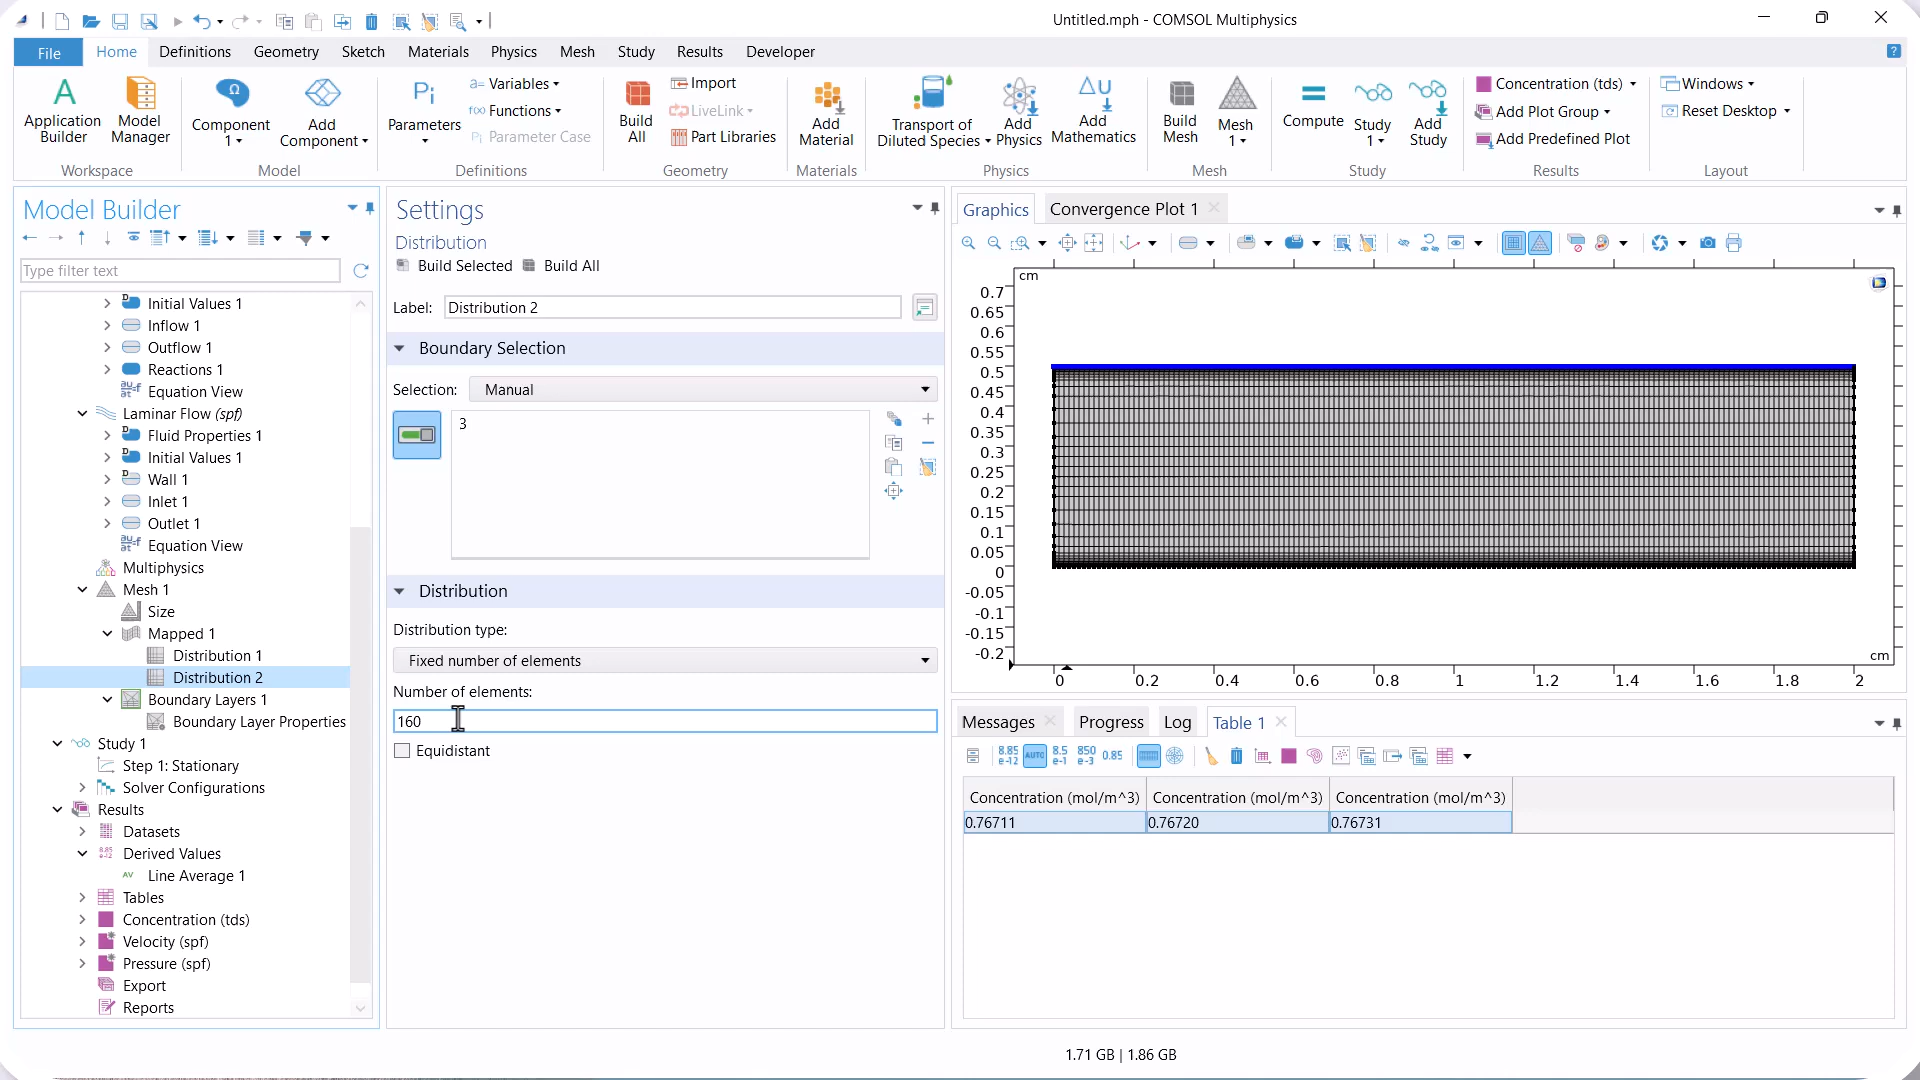 Untitled.mph - COMSOL Multiphysics
File Home Definitions Geometry Sketch Materials Physics Mesh Study Results Developer
Application Builder
Model Manager
Workspace
Component 1
Add Component
Model
Pi
Parameters
a= Variables
f(x) Functions
Pi Parameter Case
Definitions
Build All
Import
LiveLink
Part Libraries
Geometry
Add Material
Materials
Transport of Diluted Species
Add Physics
Add Mathematics
Physics
Build Mesh
Mesh 1
Mesh
Compute
Study 1
Add Study
Study
Concentration (tds)
Add Plot Group
Add Predefined Plot
Results
Windows
Reset Desktop
Layout
Model Builder
Type filter text
Initial Values 1
Inflow 1
Outflow 1
Reactions 1
Equation View
Laminar Flow (spf)
Fluid Properties 1
Initial Values 1
Wall 1
Inlet 1
Outlet 1
Equation View
Multiphysics
Mesh 1
Size
Mapped 1
Distribution 1
Distribution 2
Boundary Layers 1
Boundary Layer Properties
Study 1
Step 1: Stationary
Solver Configurations
Results
Datasets
Derived Values
Line Average 1
Tables
Concentration (tds)
Velocity (spf)
Pressure (spf)
Export
Reports
Settings
Distribution
Build Selected Build All
Label: Distribution 2
Boundary Selection
Selection: Manual
3
Distribution
Distribution type:
Fixed number of elements
Number of elements:
160
Equidistant
Graphics Convergence Plot 1
cm
0.7
0.65
0.6
0.55
0.5
0.45
0.4
0.35
0.3
0.25
0.2
0.15
0.1
0.05
0
-0.05
-0.1
-0.15
-0.2
cm
0 0.2 0.4 0.6 0.8 1 1.2 1.4 1.6 1.8 2
Messages Progress Log Table 1
8.85 e-12 AUTO 8.5 e-1 850 e-3 0.85
Concentration (mol/m^3) Concentration (mol/m^3) Concentration (mol/m^3)
0.76711 0.76720 0.76731
1.71 GB | 1.86 GB